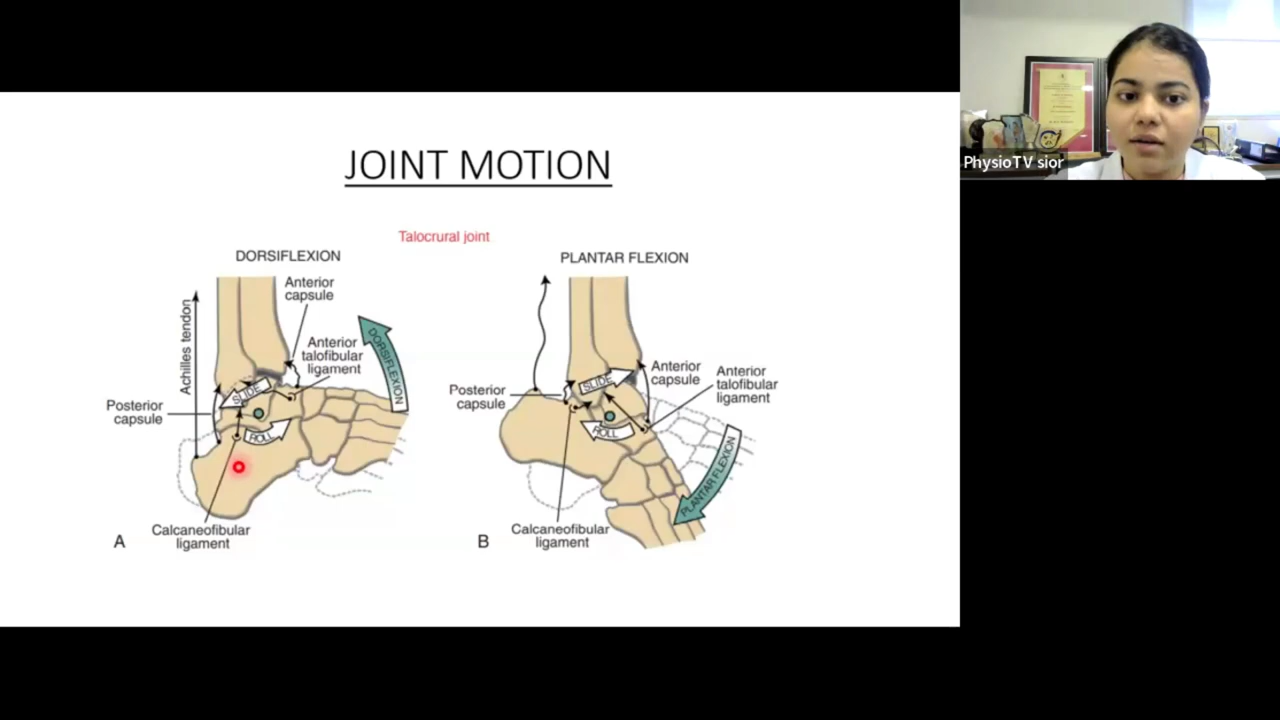 JOINT MOTION
Talocrural joint
DORSIFLEXION
Anterior
capsule
Anterior
talofibular
ligament
Achilles tendon
DORSIFLEXION
SLIDE
ROLL
Posterior
capsule
Calcaneofibular
ligament
A
PLANTAR FLEXION
Anterior
capsule
Anterior
talofibular
ligament
Posterior
capsule
SLIDE
ROLL
PLANTAR FLEXION
Calcaneofibular
ligament
B
PhysioTV sior